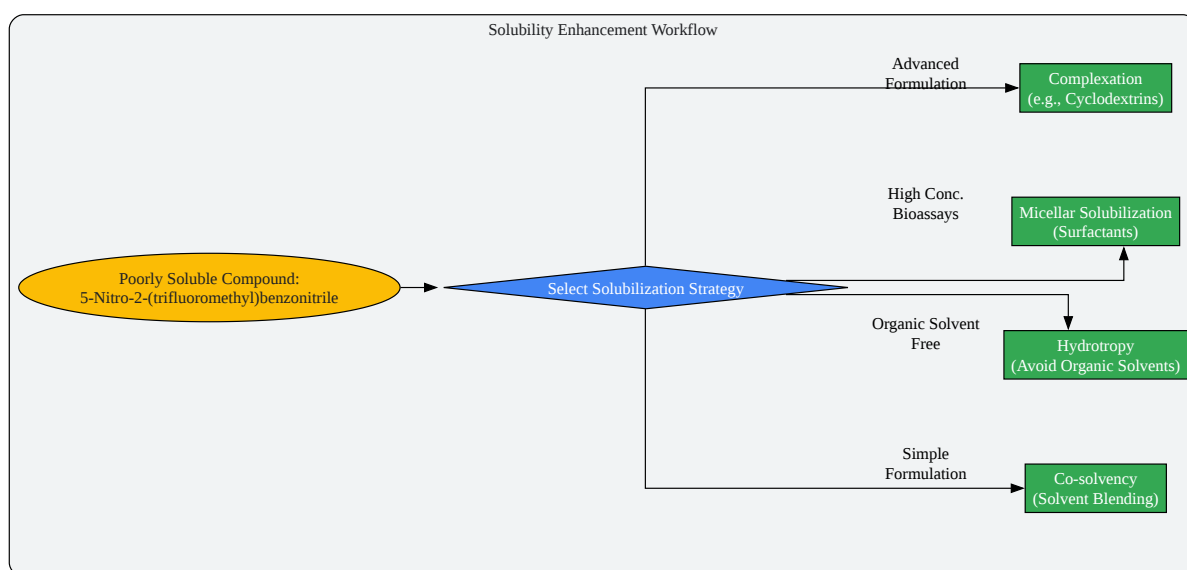 Solubility Enhancement Workflow
Advanced
Formulation
Complexation
(e.g., Cyclodextrins)
High Conc.
Bioassays
Micellar Solubilization
(Surfactants)
Poorly Soluble Compound:
5-Nitro-2-(trifluoromethyl)benzonitrile
Select Solubilization Strategy
Organic Solvent
Free
Hydrotropy
(Avoid Organic Solvents)
Simple
Formulation
Co-solvency
(Solvent Blending)